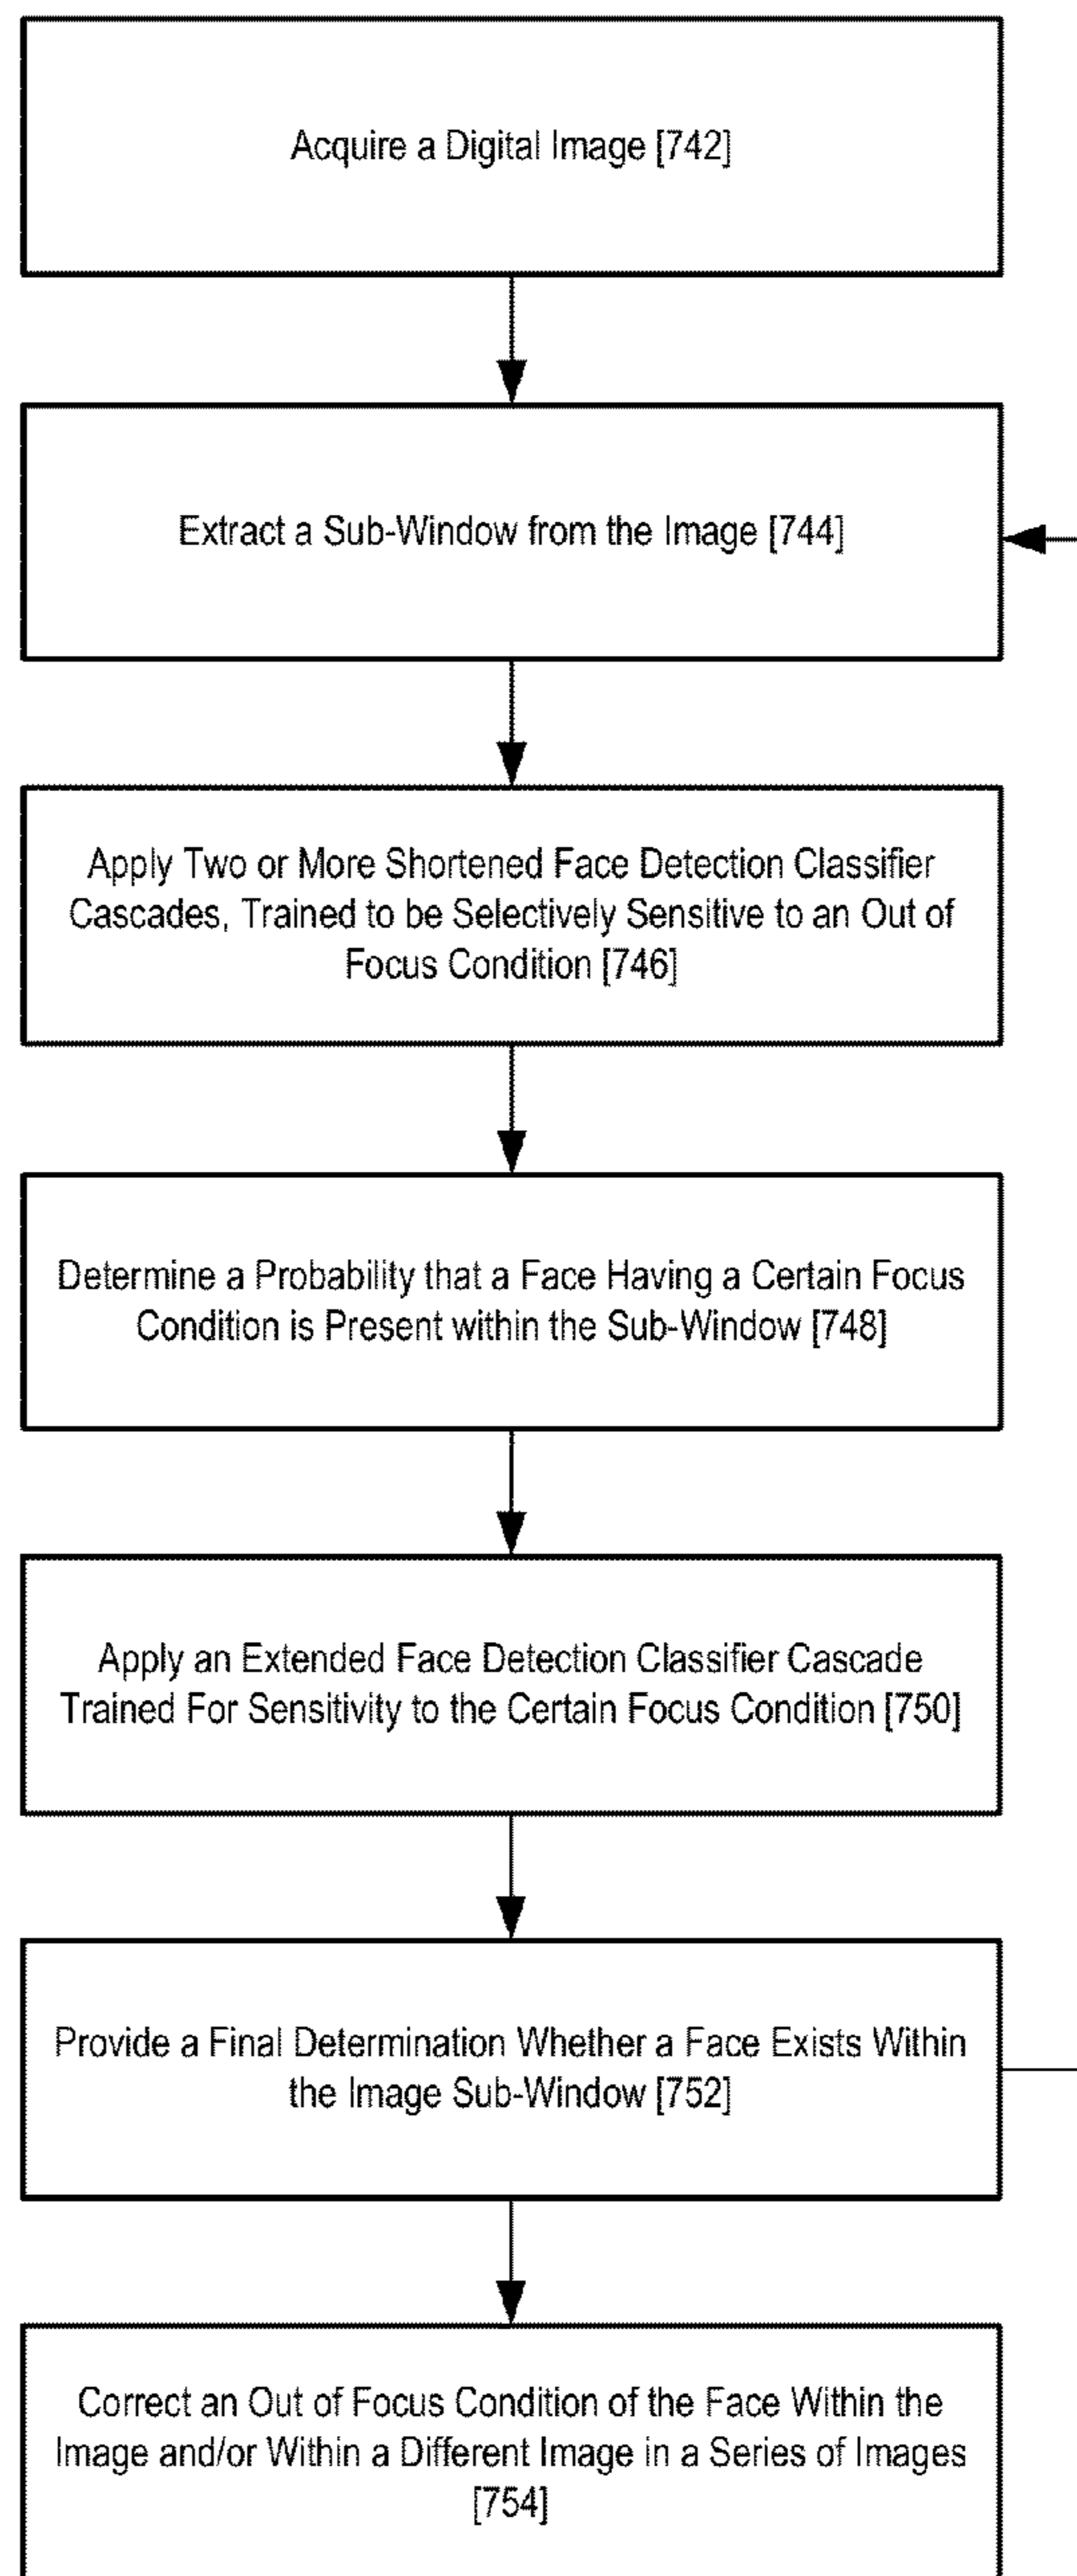 Acquire a Digital Image [742]
Extract a Sub-Window from the Image [744]
Apply Two or More Shortened Face Detection Classifier
Cascades, Trained to be Selectively Sensitive to an Out of
Focus Condition [746]
Determine a Probability that a Face Having a Certain Focus
Condition is Present within the Sub-Window [748]
Apply an Extended Face Detection Classifier Cascade
Trained For Sensitivity to the Certain Focus Condition [750]
Provide a Final Determination Whether a Face Exists Within
the Image Sub-Window [752]
Correct an Out of Focus Condition of the Face Within the
Image and/or Within a Different Image in a Series of Images
[754]